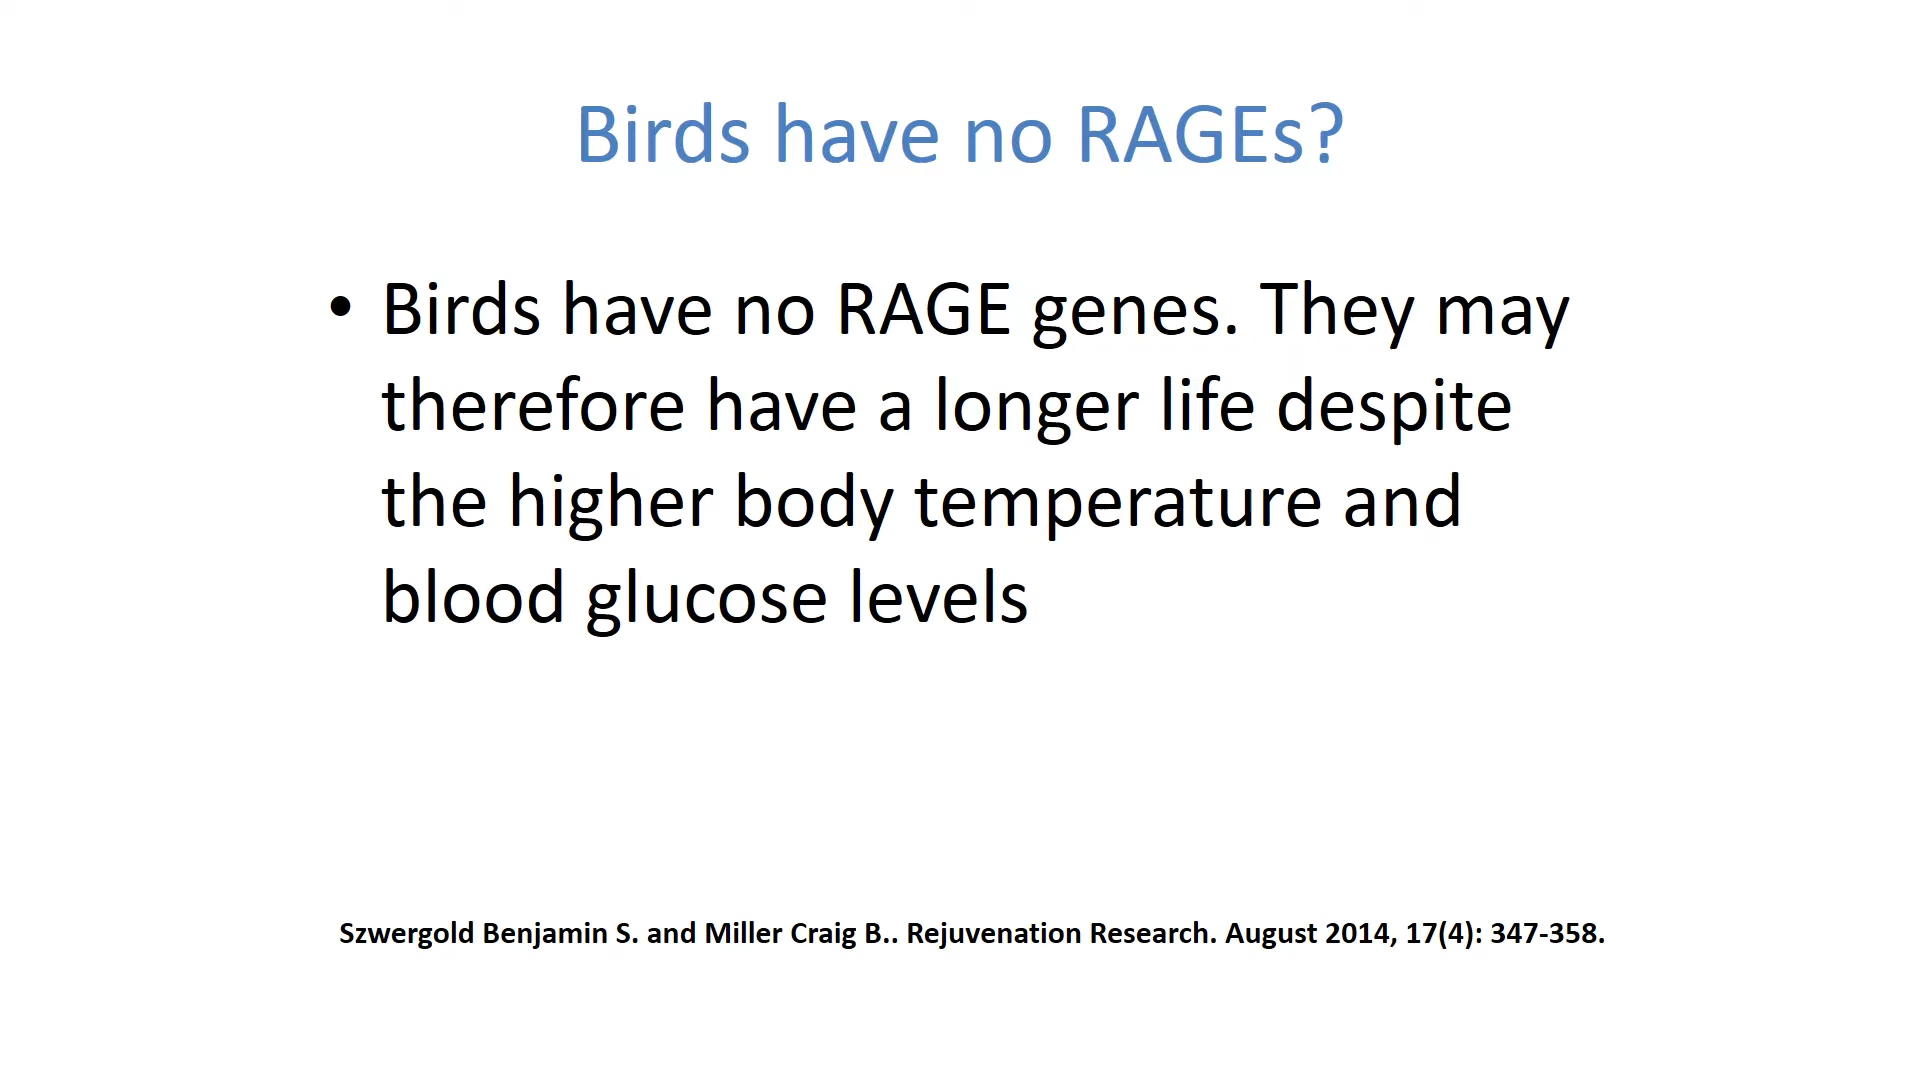 Birds have no RAGEs?
• Birds have no RAGE genes. They may
therefore have a longer life despite
the higher body temperature and
blood glucose levels
Szwergold Benjamin S. and Miller Craig B.. Rejuvenation Research. August 2014, 17(4): 347-358.